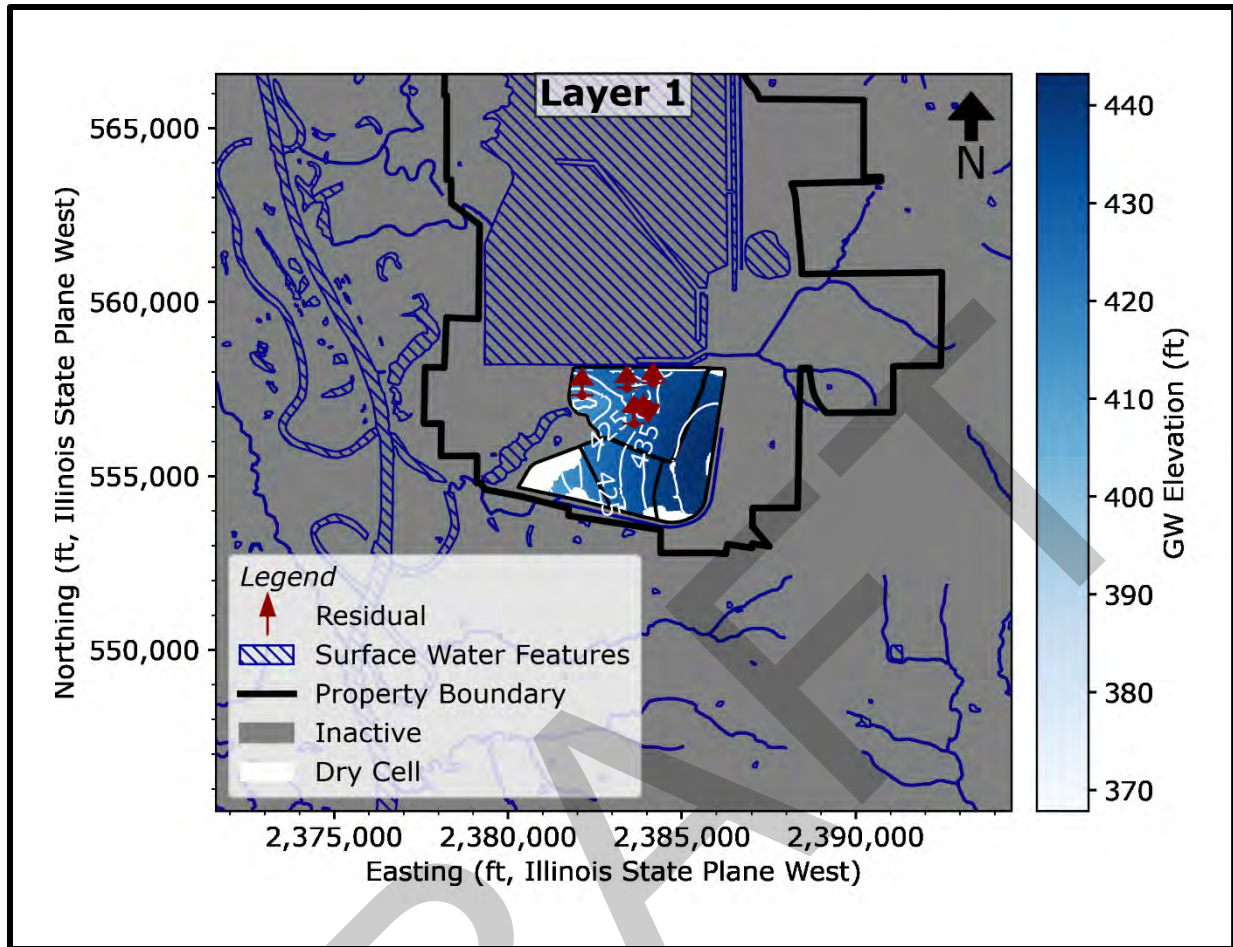 Layer 1
N
565,000
560,000
555,000
550,000
Northing (ft, Illinois State Plane West)
425
435
425
Legend
Residual
Surface Water Features
Property Boundary
Inactive
Dry Cell
2,375,000
2,380,000
2,385,000
2,390,000
Easting (ft, Illinois State Plane West)
440
430
420
410
400
390
380
370
GW Elevation (ft)
DRAFT